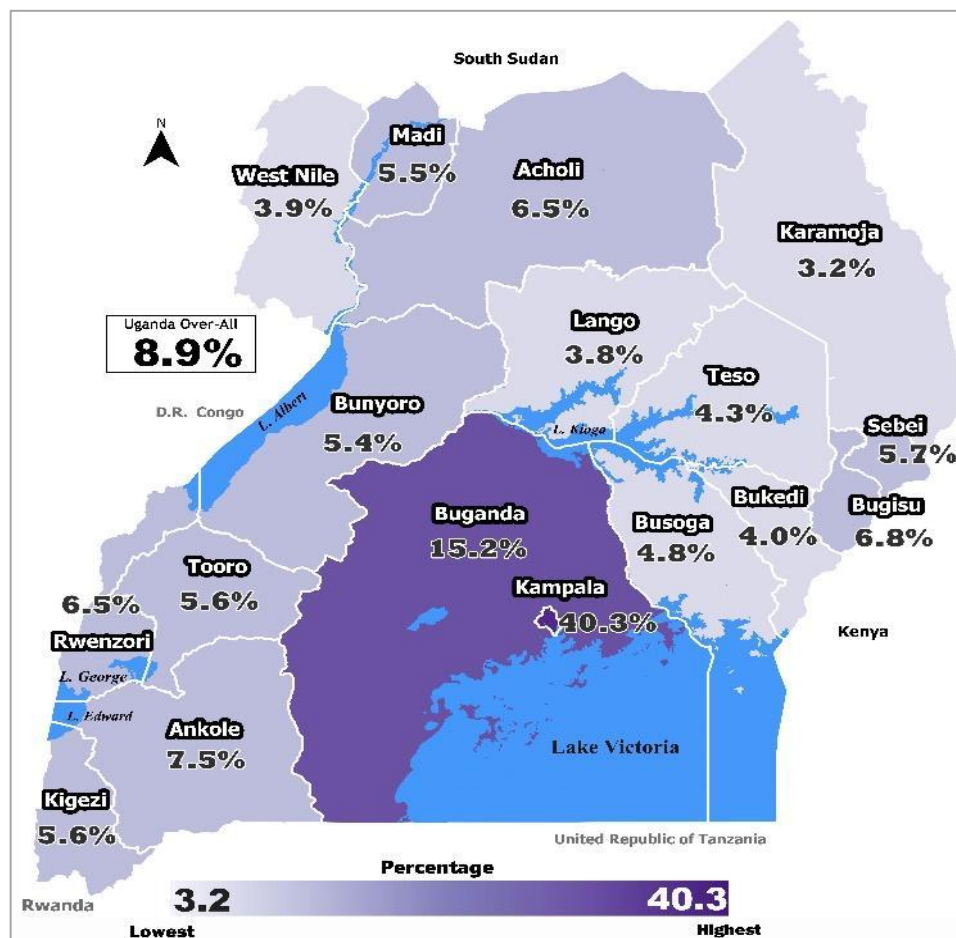 South Sudan
N
Madi
5.5%
West Nile
3.9%
Acholi
6.5%
Karamoja
3.2%
Uganda Over-All
8.9%
Lango
3.8%
Teso
4.3%
D.R. Congo
L. Albert
Bunyoro
5.4%
L. Kioga
Sebei
5.7%
Buganda
15.2%
Busoga
4.8%
Bukedi
4.0%
Bugisu
6.8%
Tooro
5.6%
Kampala
40.3%
6.5%
Rwenzori
Kenya
L. George
L. Edward
Ankole
7.5%
Lake Victoria
Kigezi
5.6%
United Republic of Tanzania
Percentage
Rwanda
3.2
40.3
Lowest
Highest